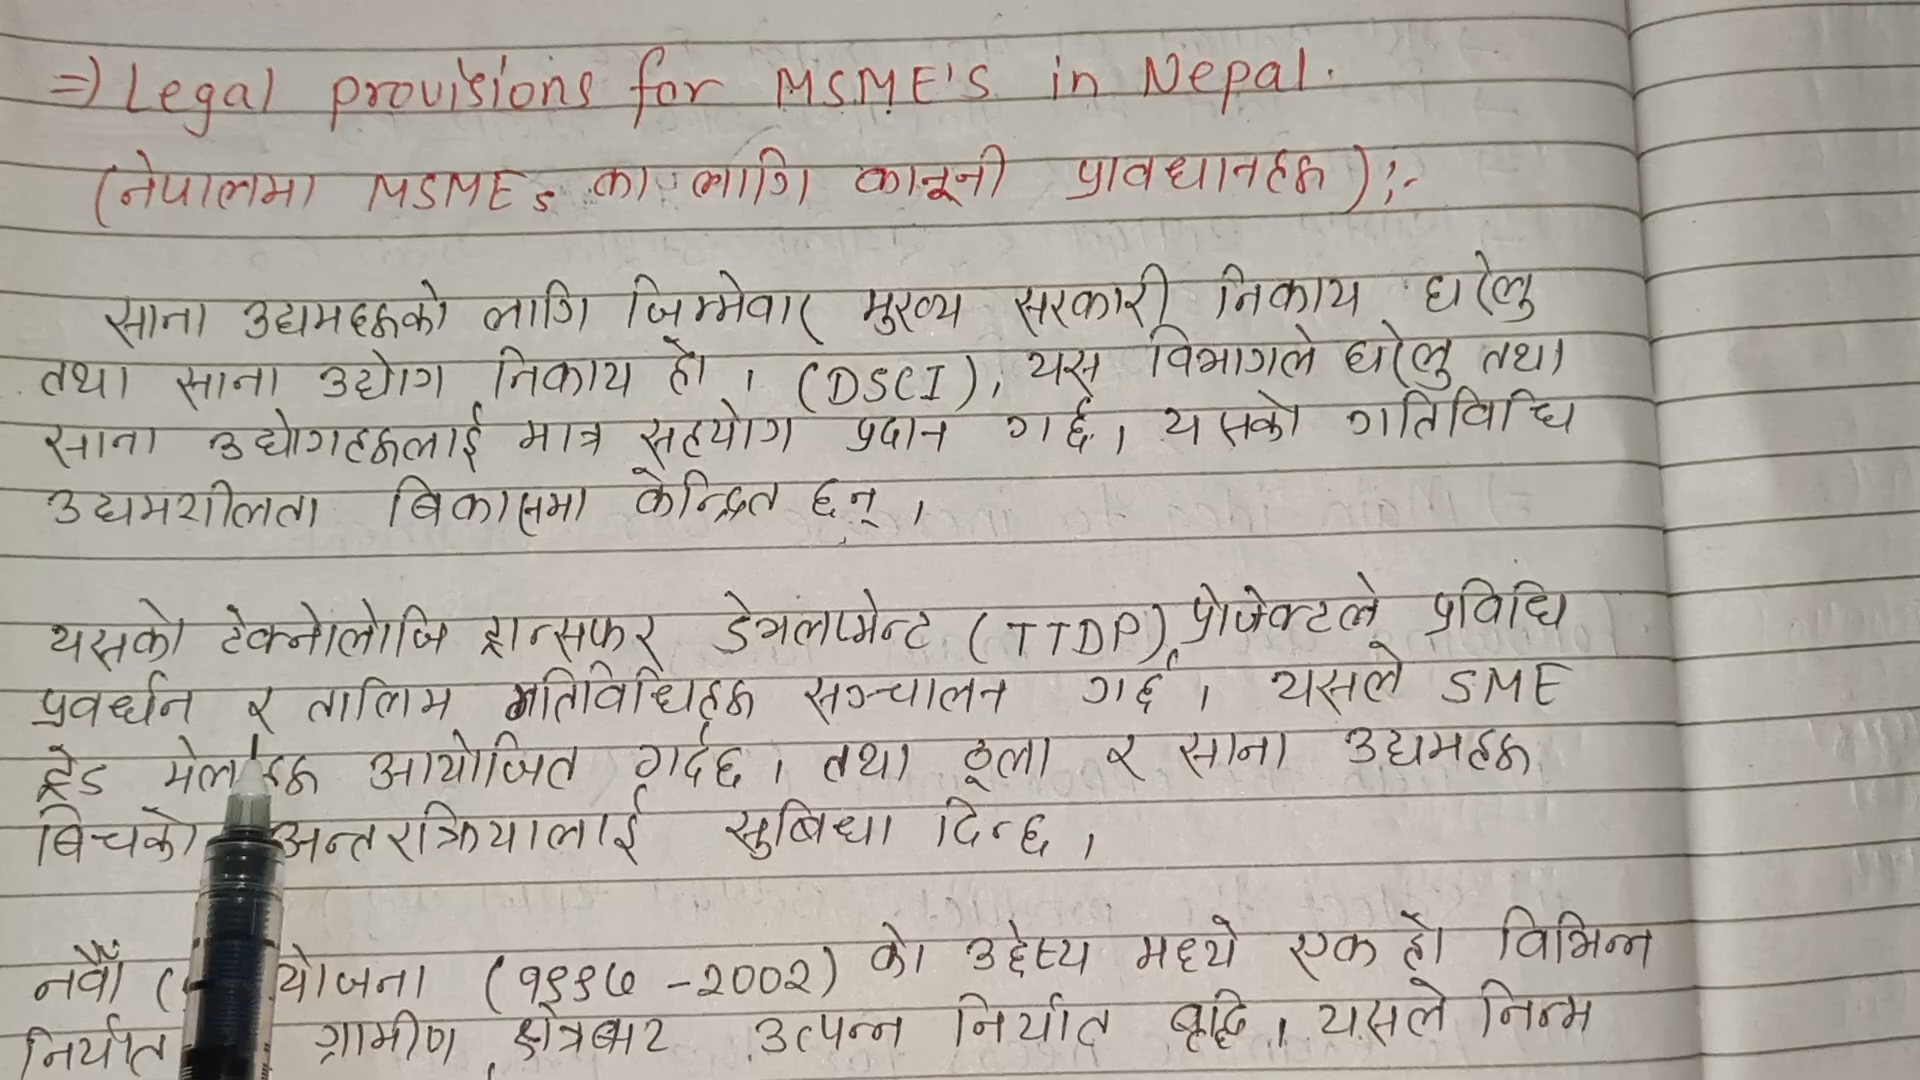 =) Legal provisions for MSME'S in Nepal.
(नेपालमा MSMEs का लागि कानूनी प्रावधानहरू ) ;-
साना उद्यमहरूको लागि जिम्मेवार मुख्य सरकारी निकाय घरेलु
तथा साना उद्योग निकाय हो । (DSCI), यस विभागले घरेलु तथा
साना उद्योगहरूलाई मात्र सहयोग प्रदान गर्छ । यसको गतिविधि
उद्यमशीलता बिकासमा केन्द्रित छन् ।
यसको टेक्नोलोजि ट्रान्सफर डेभलपमेन्ट (TTDP) प्रोजेक्टले प्रविधि
प्रवर्धन र तालिम गतिविधिहरू सञ्चालन गर्छ । यसले SME
ट्रेड मेलाहरू आयोजित गर्दछ । तथा ठूला र साना उद्यमहरू
बिचको अन्तरक्रियालाई सुबिधा दिन्छ ।
नवौँ ( योजना (१९९७ -2००२) को उद्देश्य मध्ये एक हो विभिन्न
निर्यात ग्रामीण क्षेत्रबाट उत्पन्न निर्यात बृद्धि । यसले निम्न